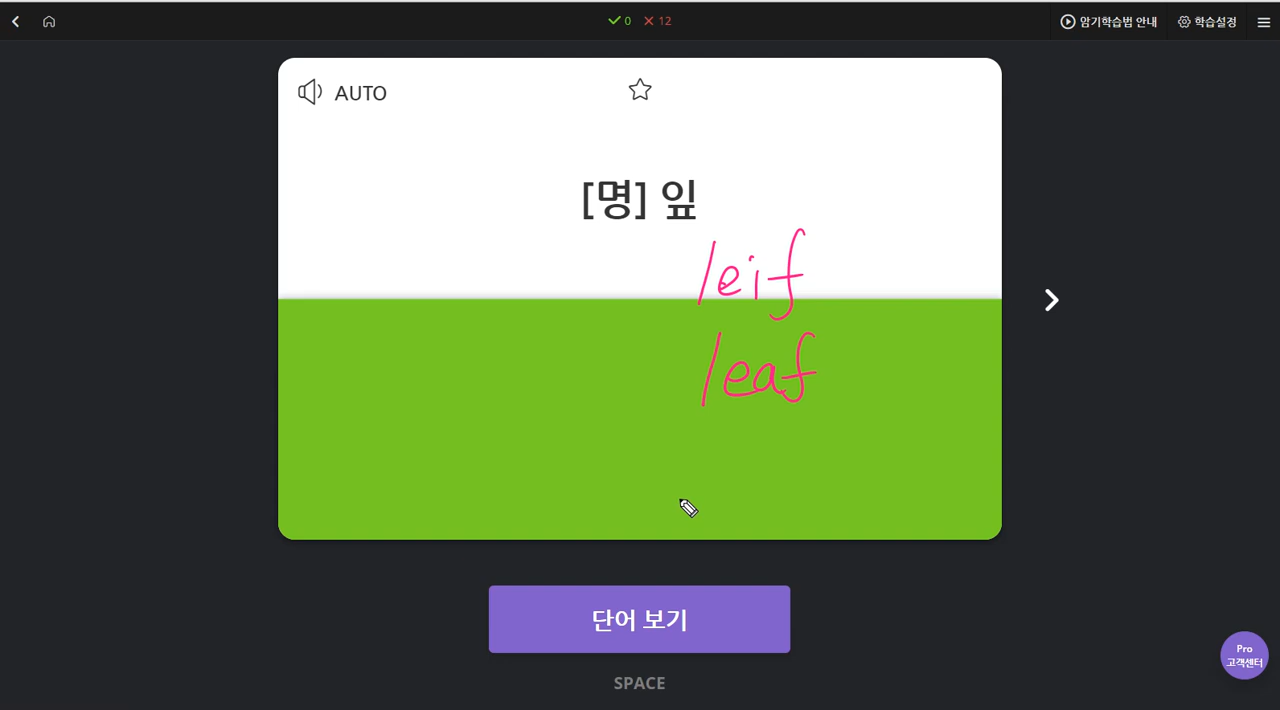 0 12 암기학습법 안내 학습설정
AUTO
[명] 잎
leif
leaf
단어 보기
Pro
고객센터
SPACE